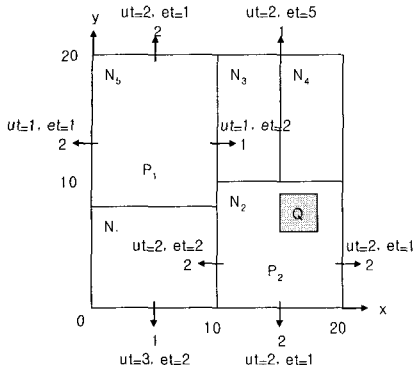 ut=2, et=1
ut=2, et=5
y
2
1
20
N₅
N₃
N₄
ut=1, et=1
ut=1, et=2
2
1
P₁
10
N₂
Q
N.
ut=2, et=2
ut=2, et=1
2
P₂
2
0
10
20
x
1
2
ut=3, et=2
ut=2, et=1